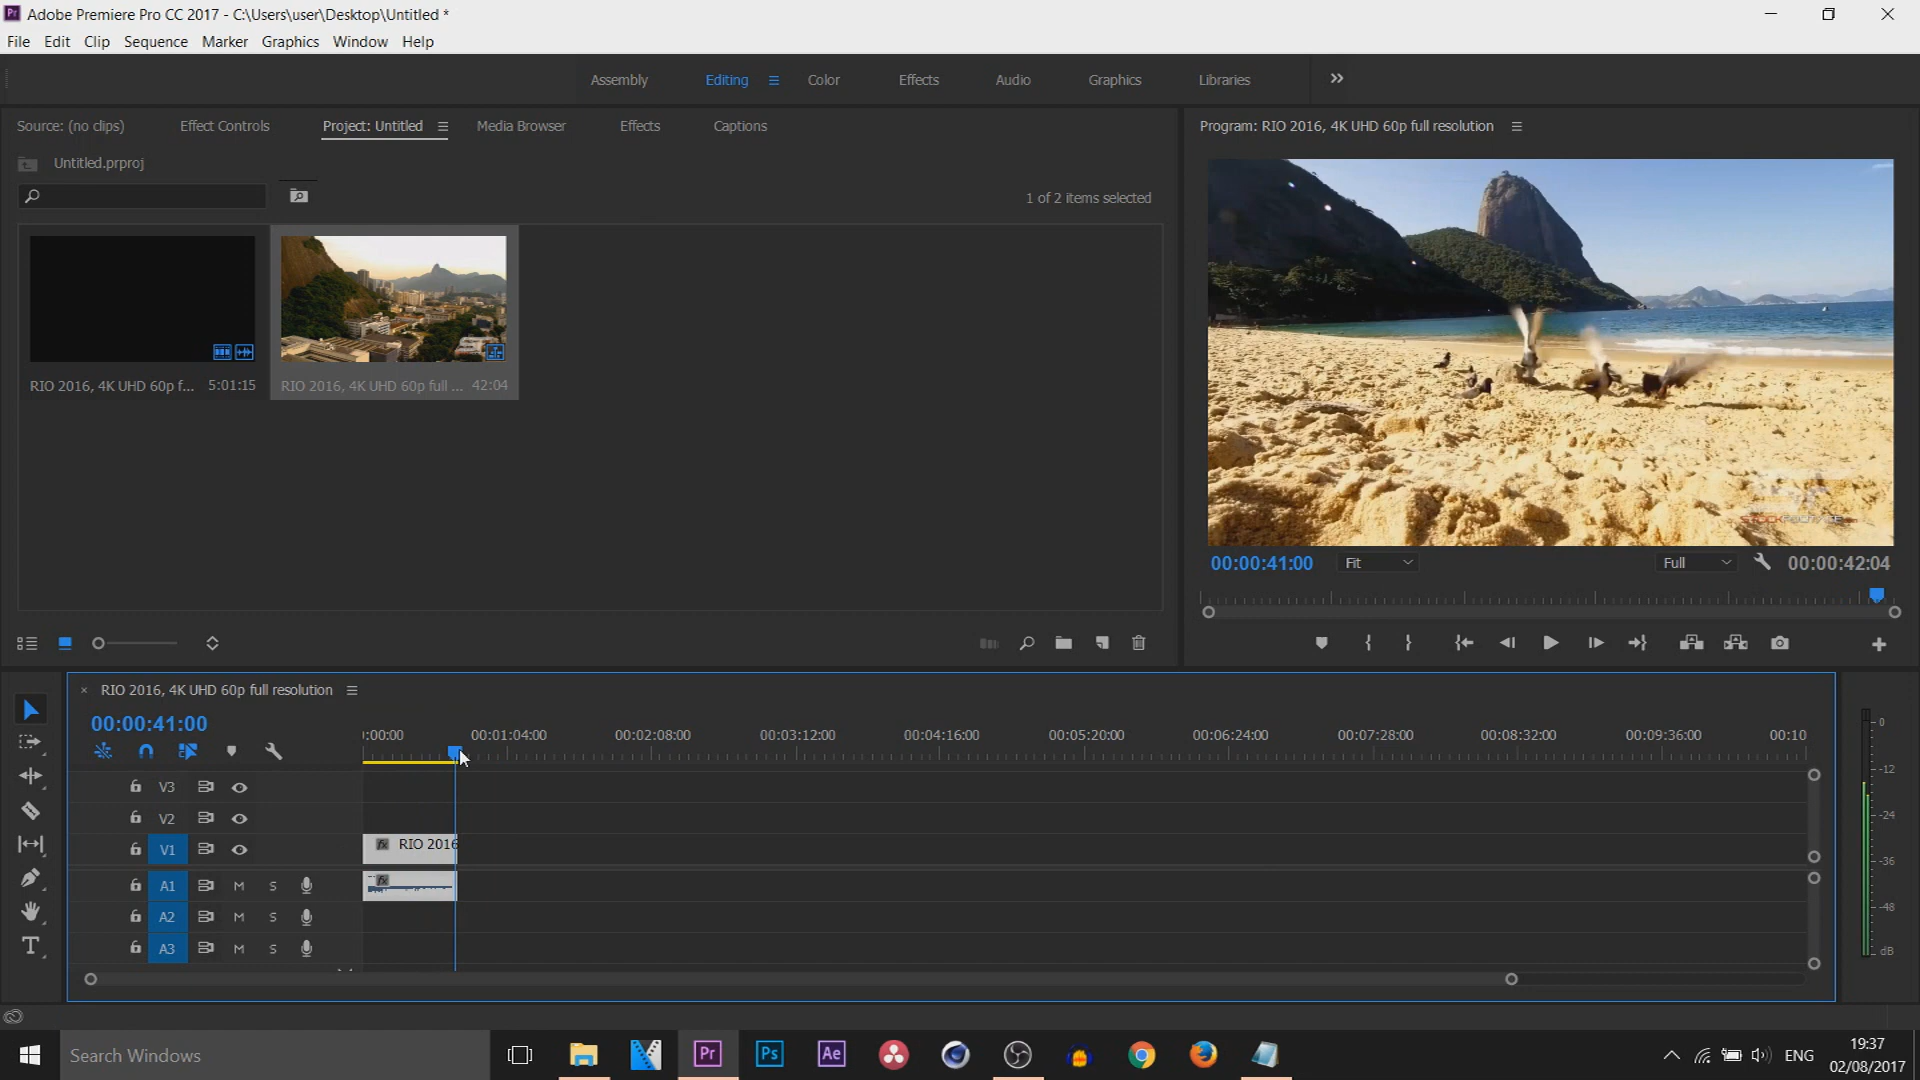 Adobe Premiere Pro CC 2017 - C:\Users\user\Desktop\Untitled *
File Edit Clip Sequence Marker Graphics Window Help
Assembly Editing Color Effects Audio Graphics Libraries
Source: (no clips) Effect Controls Project: Untitled Media Browser Effects Captions
Program: RIO 2016, 4K UHD 60p full resolution
Untitled.prproj
1 of 2 items selected
RIO 2016, 4K UHD 60p f... 5:01:15
RIO 2016, 4K UHD 60p full ... 42:04
00:00:41:00 Fit Full 00:00:42:04
RIO 2016, 4K UHD 60p full resolution
00:00:41:00
:00:00 00:01:04:00 00:02:08:00 00:03:12:00 00:04:16:00 00:05:20:00 00:06:24:00 00:07:28:00 00:08:32:00 00:09:36:00 00:10
V3
V2
V1 fx RIO 2016
A1 M S fx
A2 M S
A3 M S
0
-12
-24
-36
-48
dB
Search Windows
Pr Ps Ae
ENG
19:37
02/08/2017